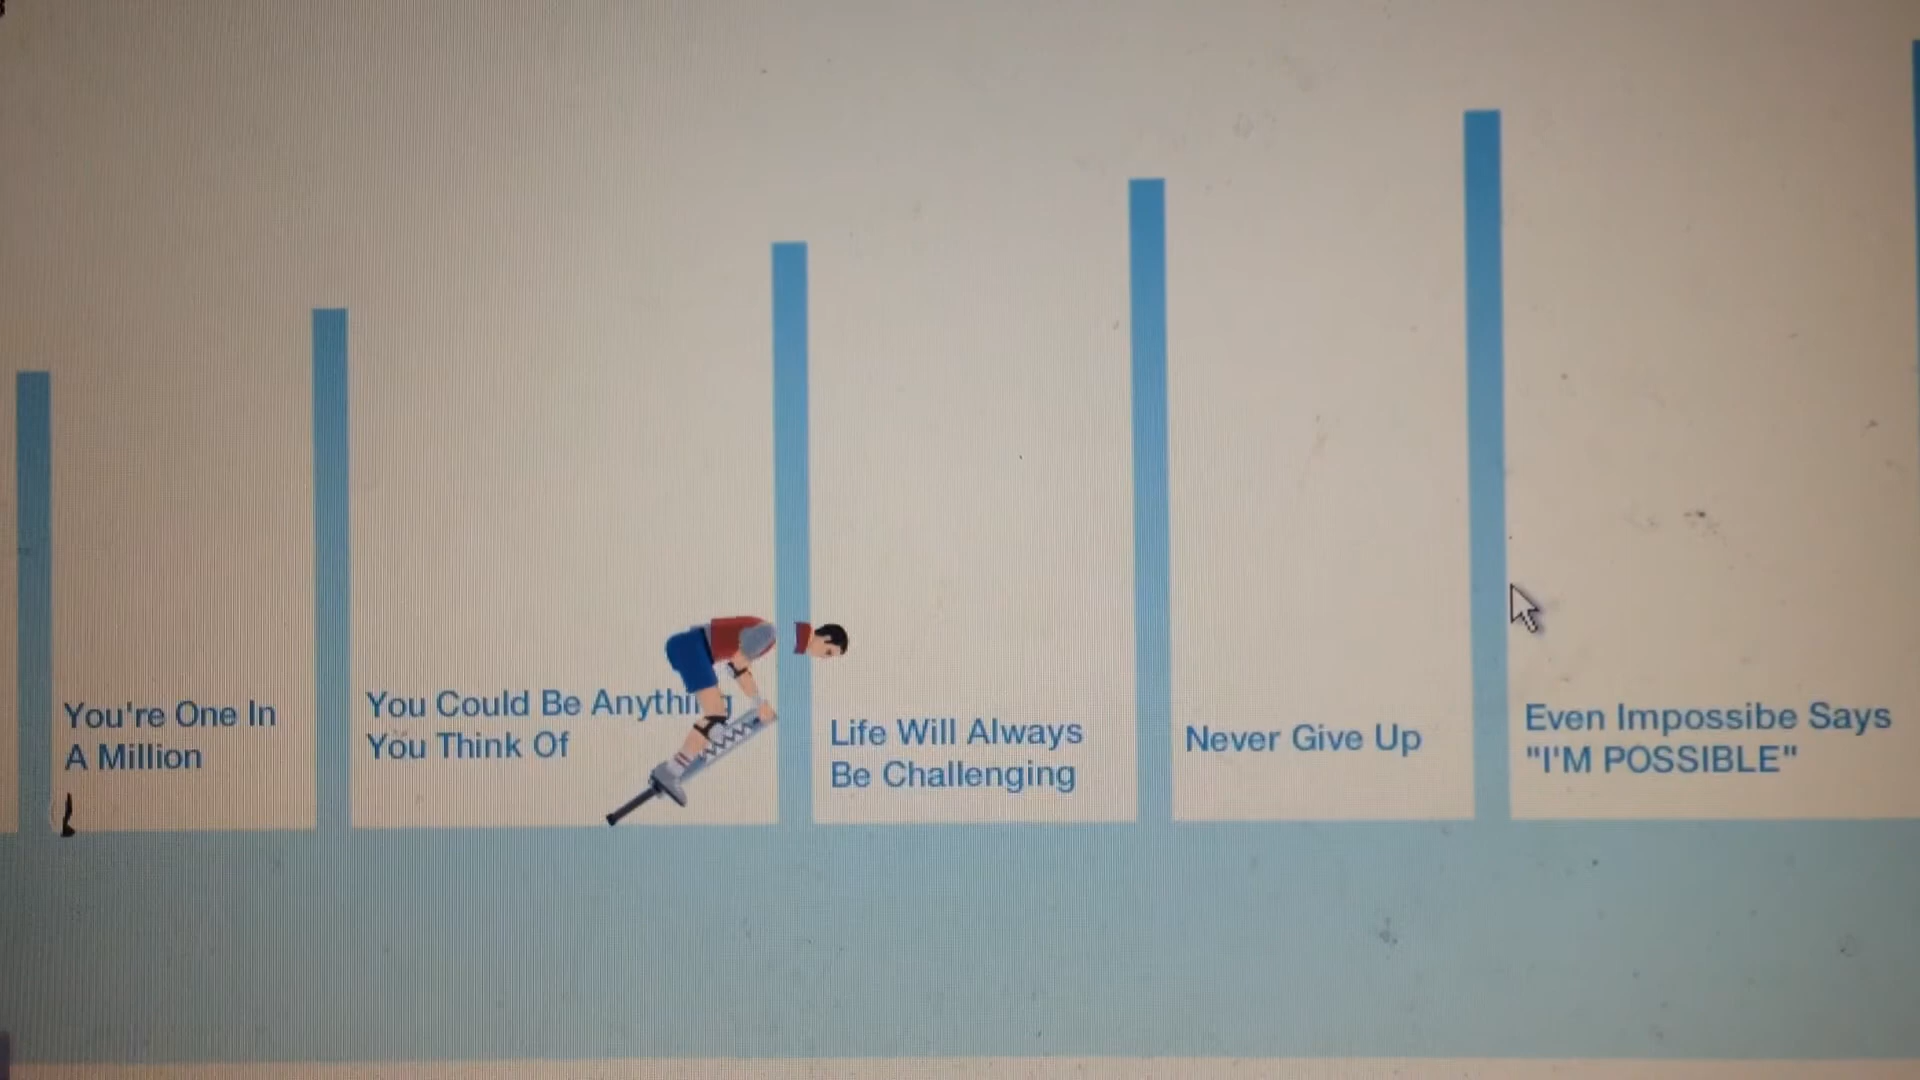 You're One In
A Million
You Could Be Anything
You Think Of
Life Will Always
Be Challenging
Never Give Up
Even Impossibe Says
"I'M POSSIBLE"